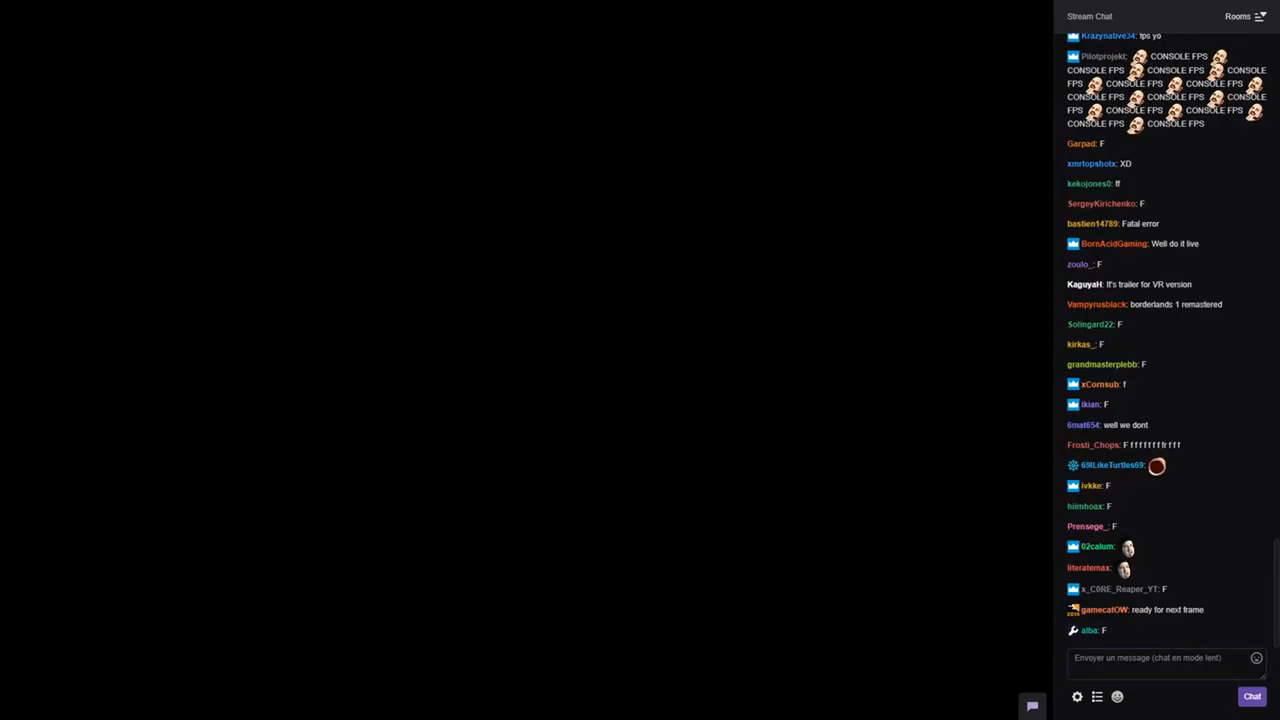 Stream Chat
Rooms
Krazynative34: fps yo
Pilotprojekt: CONSOLE FPS
CONSOLE FPS CONSOLE FPS CONSOLE
FPS CONSOLE FPS CONSOLE FPS
CONSOLE FPS CONSOLE FPS CONSOLE
FPS CONSOLE FPS CONSOLE FPS
CONSOLE FPS CONSOLE FPS
Garpad: F
xmrtopshotx: XD
kekojones0: ff
SergeyKirichenko: F
bastien14789: Fatal error
BornAcidGaming: Well do it live
zoulo_: F
KaguyaH: It's trailer for VR version
Vampyrusblack: borderlands 1 remastered
Solingard22: F
kirkas_: F
grandmasterplebb: F
xCornsub: f
ikian: F
6mat654: well we dont
Frosti_Chops: F f f f f f f f fr f f f
69ILikeTurtles69:
ivkke: F
hiimhoax: F
Prensege_: F
02calum:
literatemax:
x_C0RE_Reaper_YT: F
gamecatOW: ready for next frame
alba: F
Envoyer un message (chat en mode lent)
Chat